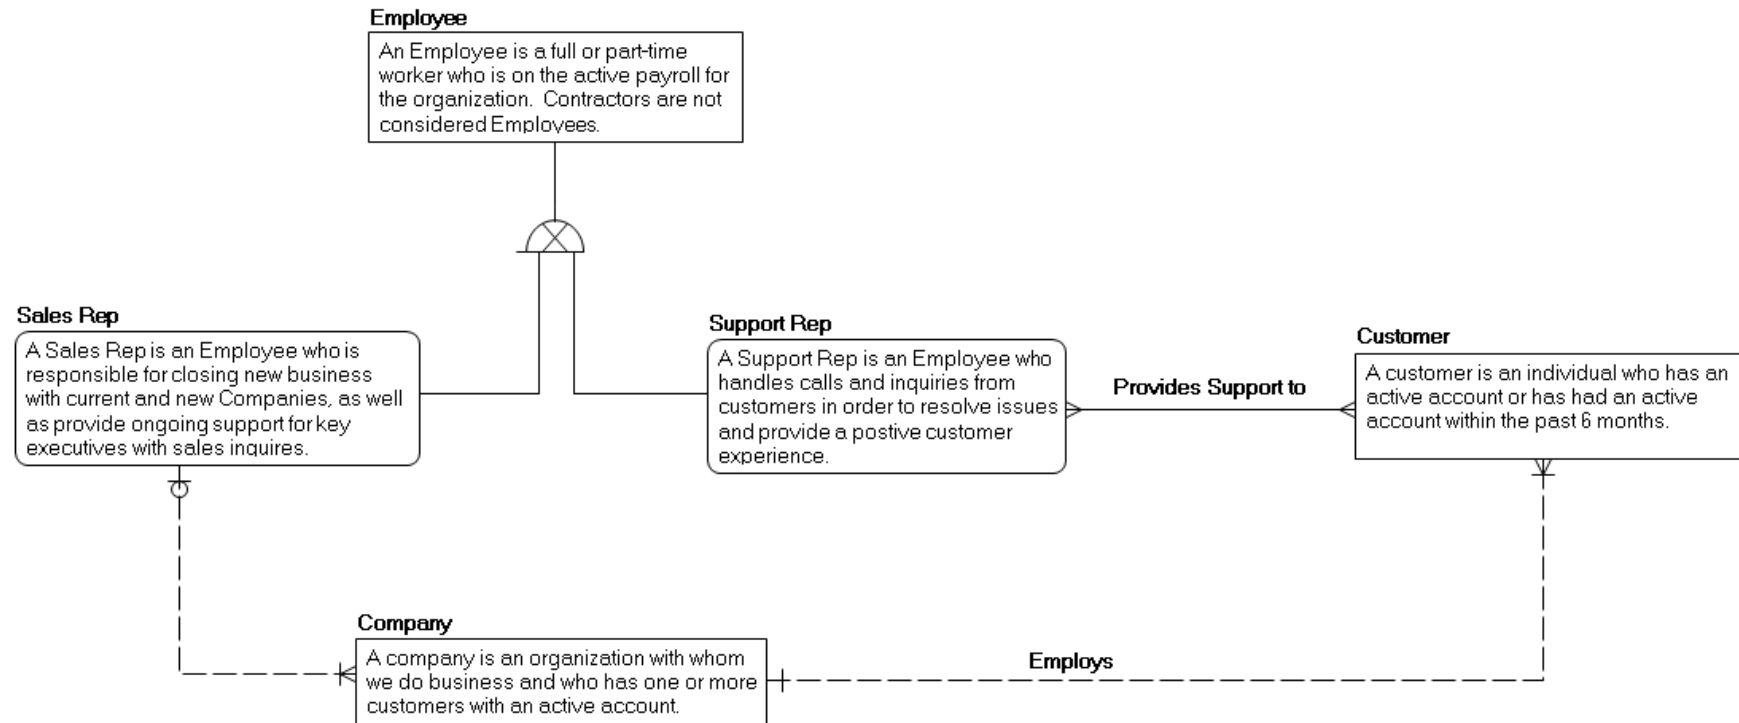 Employee
An Employee is a full or part-time
worker who is on the active payroll for
the organization. Contractors are not
considered Employees.
Sales Rep
A Sales Rep is an Employee who is
responsible for closing new business
with current and new Companies, as well
as provide ongoing support for key
executives with sales inquires.
Support Rep
A Support Rep is an Employee who
handles calls and inquiries from
customers in order to resolve issues
and provide a postive customer
experience.
Provides Support to
Customer
A customer is an individual who has an
active account or has had an active
account within the past 6 months.
Company
A company is an organization with whom
we do business and who has one or more
customers with an active account.
Employs